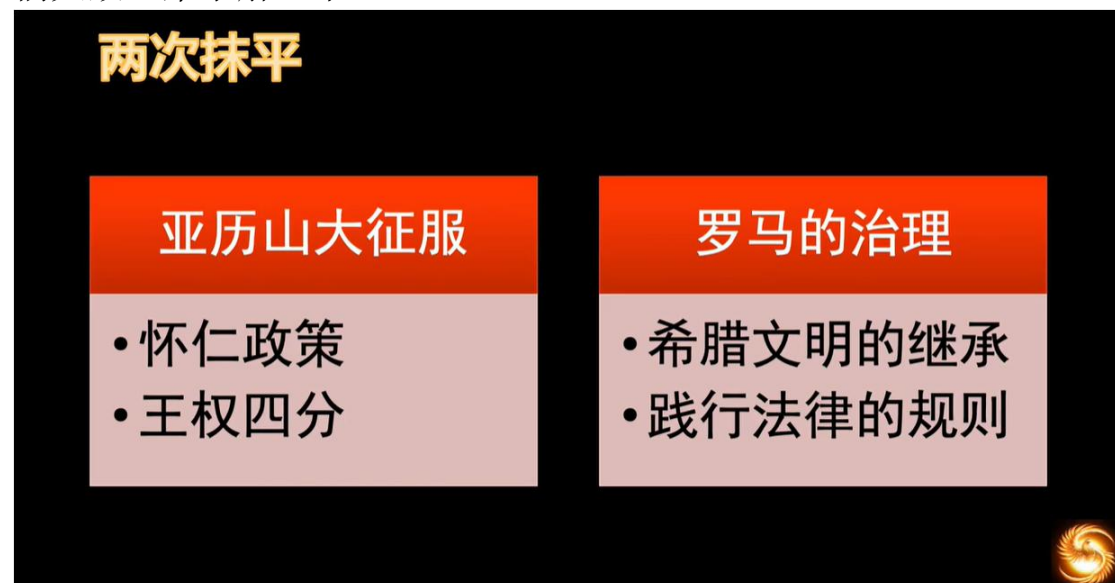 两次抹平
亚历山大征服
•怀仁政策
•王权四分
罗马的治理
•希腊文明的继承
•践行法律的规则